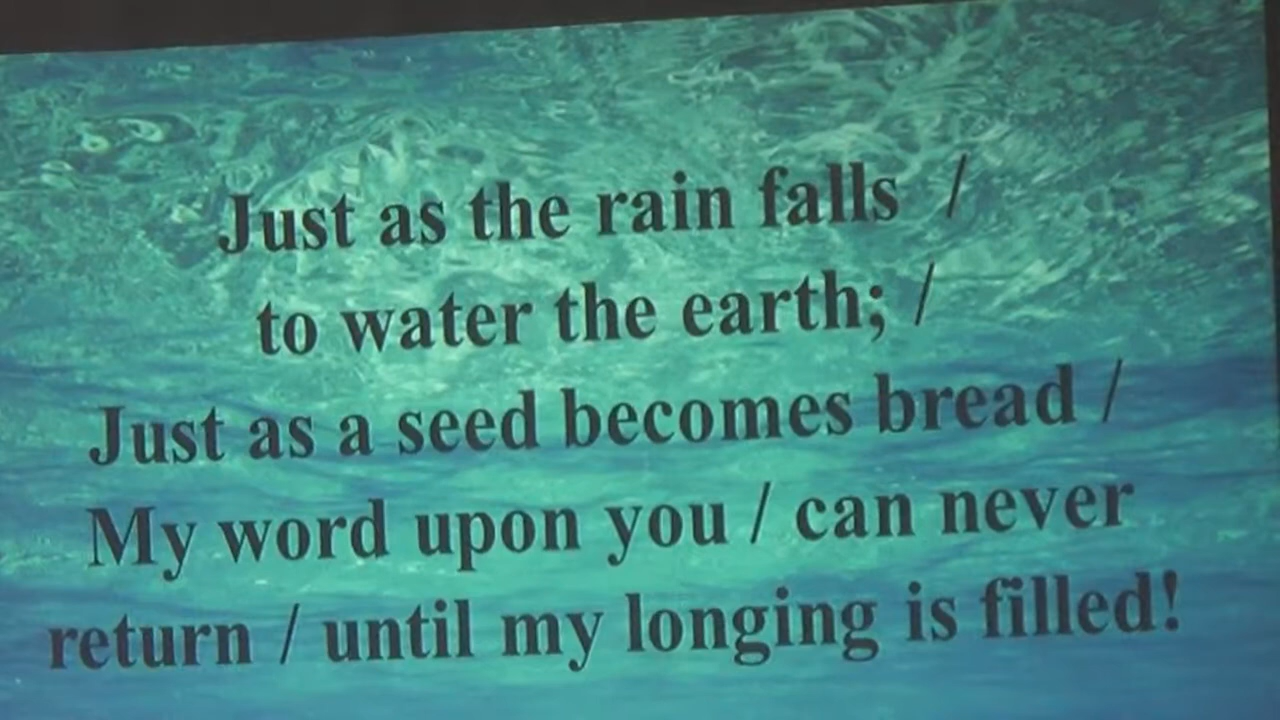 Just as the rain falls /
to water the earth; /
Just as a seed becomes bread /
My word upon you / can never
return / until my longing is filled!